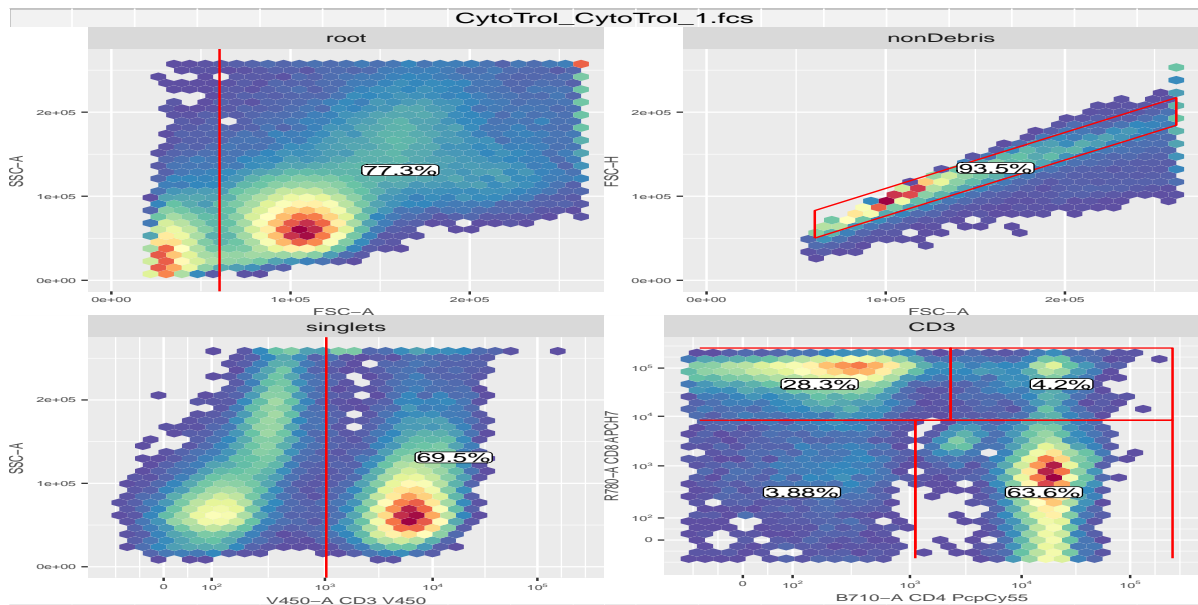 CytoTrol_CytoTrol_1.fcs
root
2e+05
1e+05
0e+00
SSC-A
77.3%
0e+00 1e+05 2e+05
FSC-A
nonDebris
2e+05
1e+05
0e+00
FSC-H
93.5%
0e+00 1e+05 2e+05
FSC-A
singlets
2e+05
1e+05
0e+00
SSC-A
69.5%
0 10² 10³ 10⁴ 10⁵
V450-A CD3 V450
CD3
10⁵
10⁴
10³
10²
0
R780-A CD8 APCH7
28.3% 4.2%
3.88% 63.6%
0 10² 10³ 10⁴ 10⁵
B710-A CD4 PcpCy55